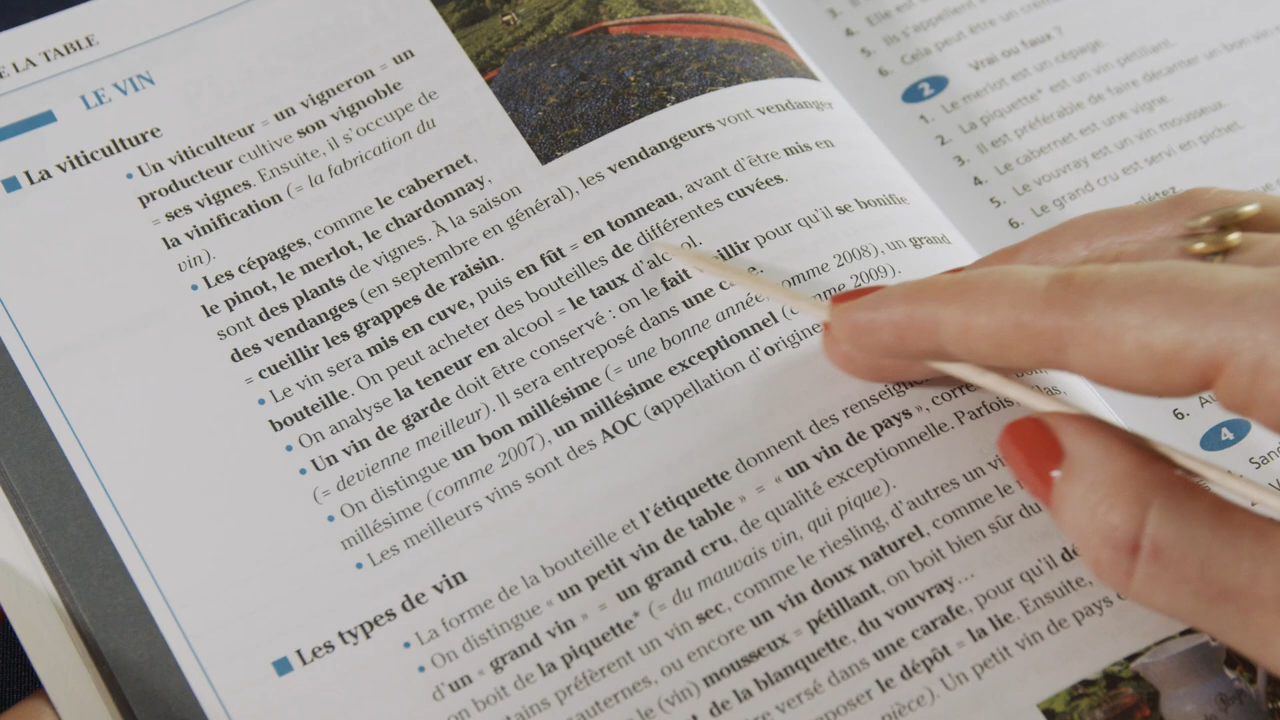 E LA TABLE
LE VIN
La viticulture
• Un viticulteur = un vigneron = un
producteur cultive son vignoble
= ses vignes. Ensuite, il s'occupe de
la vinification (= la fabrication du
vin).
• Les cépages, comme le cabernet,
le pinot, le merlot, le chardonnay,
sont des plants de vignes. À la saison
des vendanges (en septembre en général), les vendangeurs vont vendanger
= cueillir les grappes de raisin.
• Le vin sera mis en cuve, puis en fût = en tonneau, avant d'être mis en
bouteille. On peut acheter des bouteilles de différentes cuvées.
• On analyse la teneur en alcool = le taux d'alcool.
• Un vin de garde doit être conservé : on le fait vieillir pour qu'il se bonifie
(= devienne meilleur). Il sera entreposé dans une
• On distingue un bon millésime (= une bonne année, comme 2008), un grand
millésime (comme 2007), un millésime exceptionnel (comme 2009).
• Les meilleurs vins sont des AOC (appellation d'origine
Les types de vin
• La forme de la bouteille et l'étiquette donnent des
• On distingue « un petit vin de table » = « un vin de pays »,
d'un « grand vin » = un grand cru, de qualité exceptionnelle. Parfois,
on boit de la piquette* (= du mauvais vin, qui pique).
tains préfèrent un vin sec, comme le riesling, d'autres un
sauternes, ou encore un vin doux naturel, comme le
le (vin) mousseux = pétillant, on boit bien sûr du
de la blanquette, du vouvray...
re versé dans une carafe, pour qu'il
poser le dépôt = la lie. Ensuite,
pièce). Un petit vin de pays
3.
4. Elle est
5. Ils s'appellent
6. Cela peut être un
2 Vrai ou faux ?
1. Le merlot est un cépage.
2. La piquette* est un vin pétillant.
3. Il est préférable de faire décanter un bon vin
4. Le cabernet est une vigne.
5. Le vouvray est un vin mousseux.
6. Le grand cru est servi en pichet.
6.
4